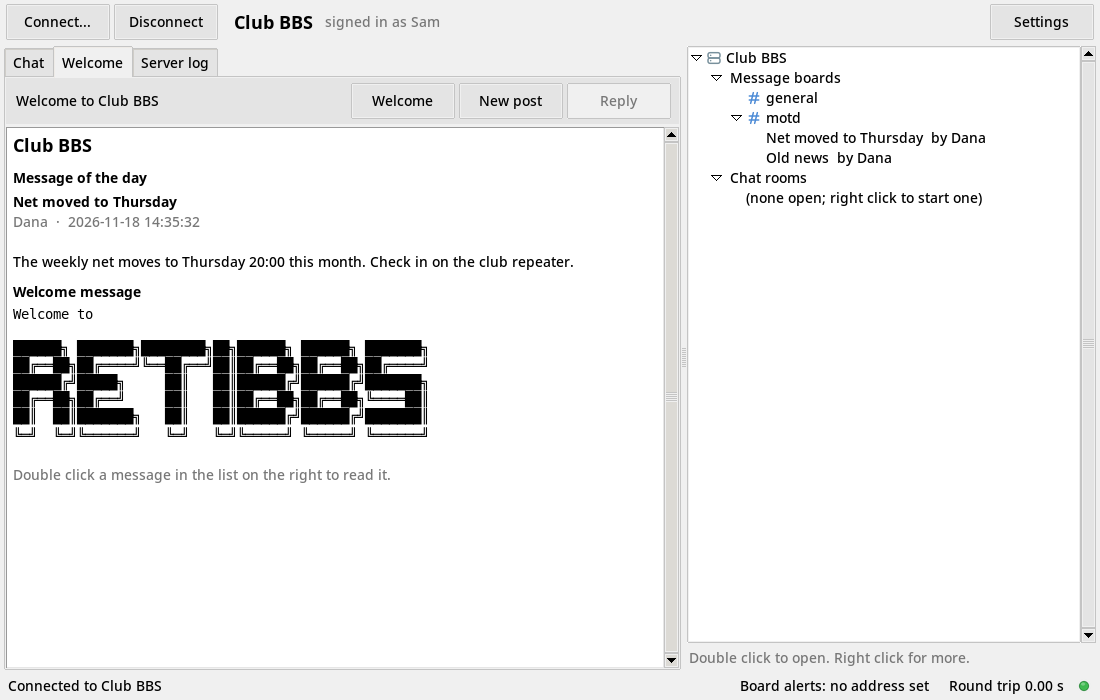 Connect... Disconnect Club BBS signed in as Sam Settings
Chat Welcome Server log
Welcome to Club BBS Welcome New post Reply
Club BBS
Message of the day
Net moved to Thursday
Dana · 2026-11-18 14:35:32
The weekly net moves to Thursday 20:00 this month. Check in on the club repeater.
Welcome message
Welcome to
RETIBBS
Double click a message in the list on the right to read it.
Club BBS
Message boards
# general
# motd
Net moved to Thursday by Dana
Old news by Dana
Chat rooms
(none open; right click to start one)
Double click to open. Right click for more.
Connected to Club BBS Board alerts: no address set Round trip 0.00 s